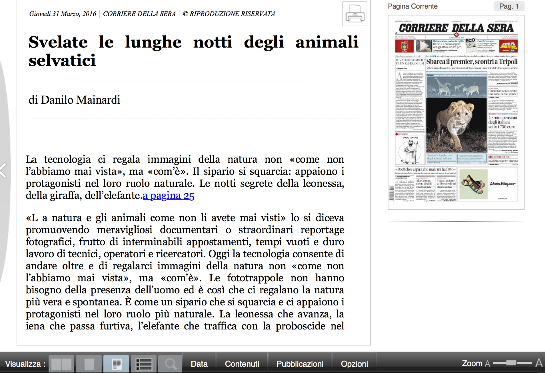 Giovedì 31 Marzo, 2016 | CORRIERE DELLA SERA © RIPRODUZIONE RISERVATA
Svelate le lunghe notti degli animali
selvatici
di Danilo Mainardi
La tecnologia ci regala immagini della natura non «come non
l'abbiamo mai vista», ma «com'è». Il sipario si squarcia: appaiono i
protagonisti nel loro ruolo naturale. Le notti segrete della leonessa,
della giraffa, dell'elefante.a pagina 25
«L a natura e gli animali come non li avete mai visti» lo si diceva
promuovendo meravigliosi documentari o straordinari reportage
fotografici, frutto di interminabili appostamenti, tempi vuoti e duro
lavoro di tecnici, operatori e ricercatori. Oggi la tecnologia consente di
andare oltre e di regalarci immagini della natura non «come non
l'abbiamo mai vista», ma «com'è». Le fototrappole non hanno
bisogno della presenza dell'uomo ed è così che ci regalano la natura
più vera e spontanea. È come un sipario che si squarcia e ci appaiono i
protagonisti nel loro ruolo più naturale. La leonessa che avanza, la
iena che passa furtiva, l'elefante che traffica con la proboscide nel
Pagina Corrente
Pag. 1
CORRIERE DELLA SERA
Sbarca il premier, scontri a Tripoli
Visualizza :
Data
Contenuti
Pubblicazioni
Opzioni
Zoom A
A